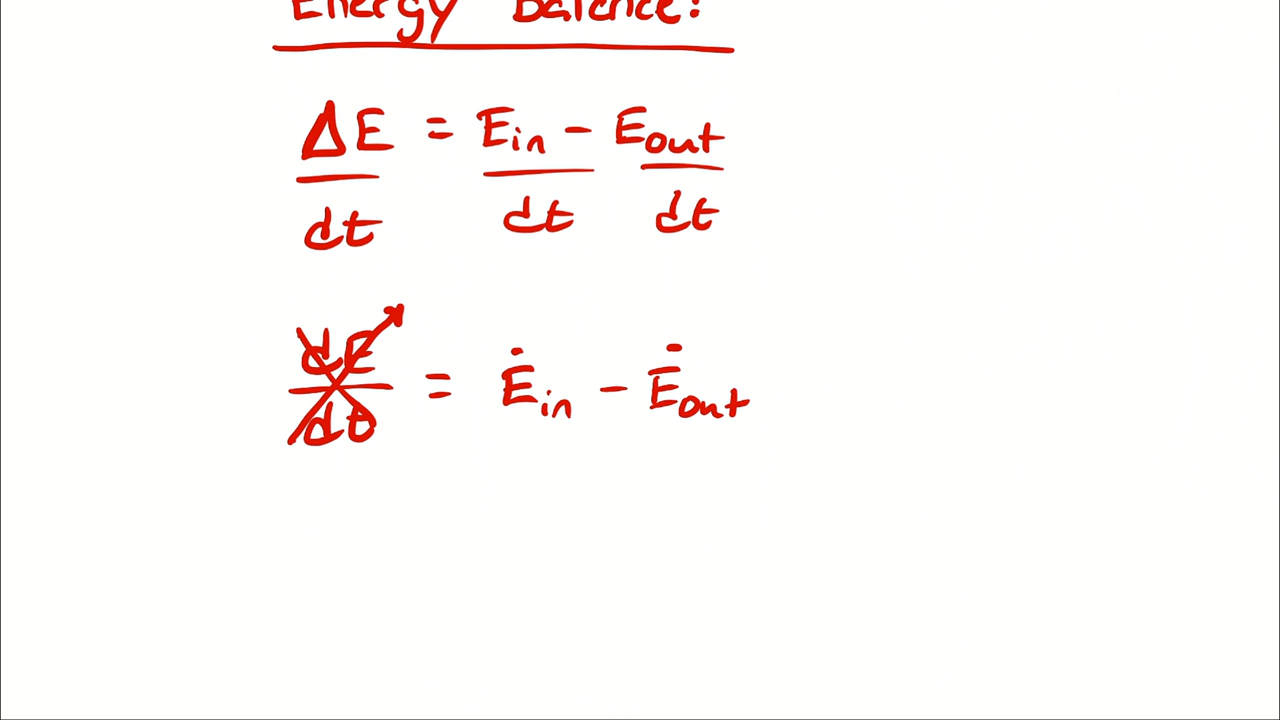 Energy Balance:
ΔE = Ein - Eout
dt dt dt
dE = Ėin - Ėout
dt